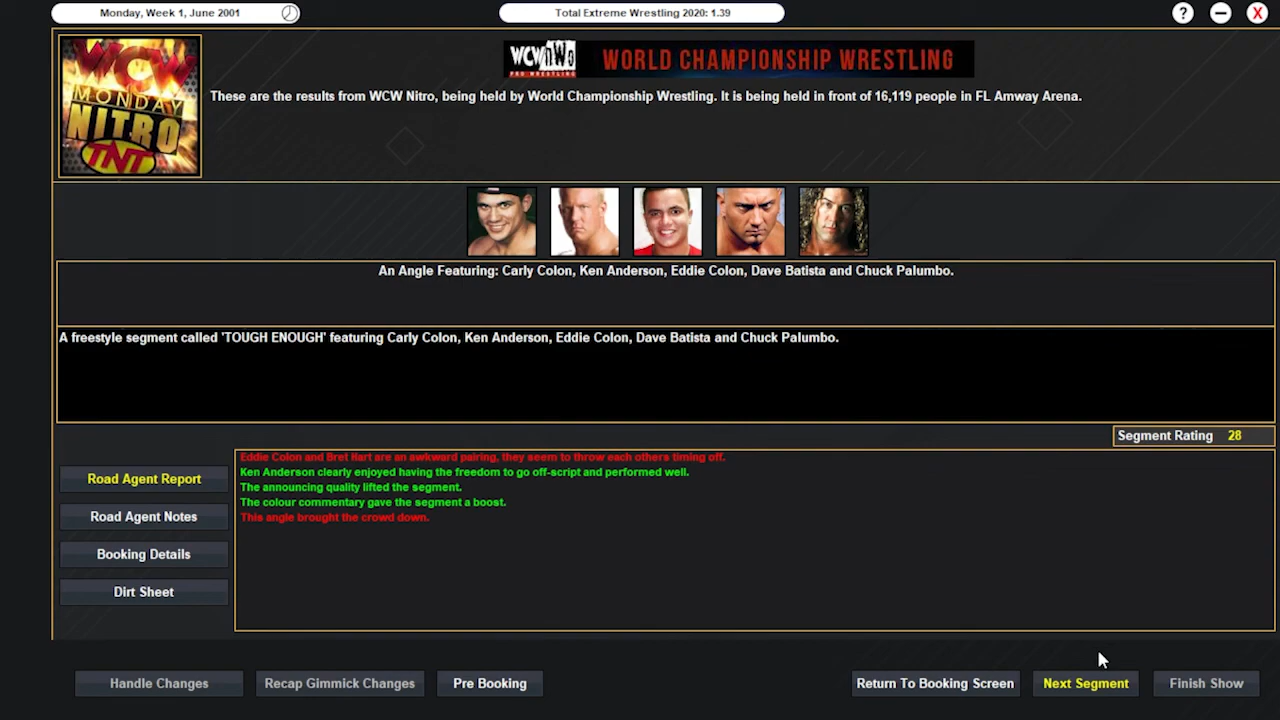 Monday, Week 1, June 2001
Total Extreme Wrestling 2020: 1.39
?
X
WCW
MONDAY
NITRO
TNT
WCW nWo
PRO WRESTLING
WORLD CHAMPIONSHIP WRESTLING
These are the results from WCW Nitro, being held by World Championship Wrestling. It is being held in front of 16,119 people in FL Amway Arena.
An Angle Featuring: Carly Colon, Ken Anderson, Eddie Colon, Dave Batista and Chuck Palumbo.
A freestyle segment called 'TOUGH ENOUGH' featuring Carly Colon, Ken Anderson, Eddie Colon, Dave Batista and Chuck Palumbo.
Segment Rating 28
Eddie Colon and Bret Hart are an awkward pairing, they seem to throw each others timing off.
Ken Anderson clearly enjoyed having the freedom to go off-script and performed well.
The announcing quality lifted the segment.
The colour commentary gave the segment a boost.
This angle brought the crowd down.
Road Agent Report
Road Agent Notes
Booking Details
Dirt Sheet
Handle Changes
Recap Gimmick Changes
Pre Booking
Return To Booking Screen
Next Segment
Finish Show